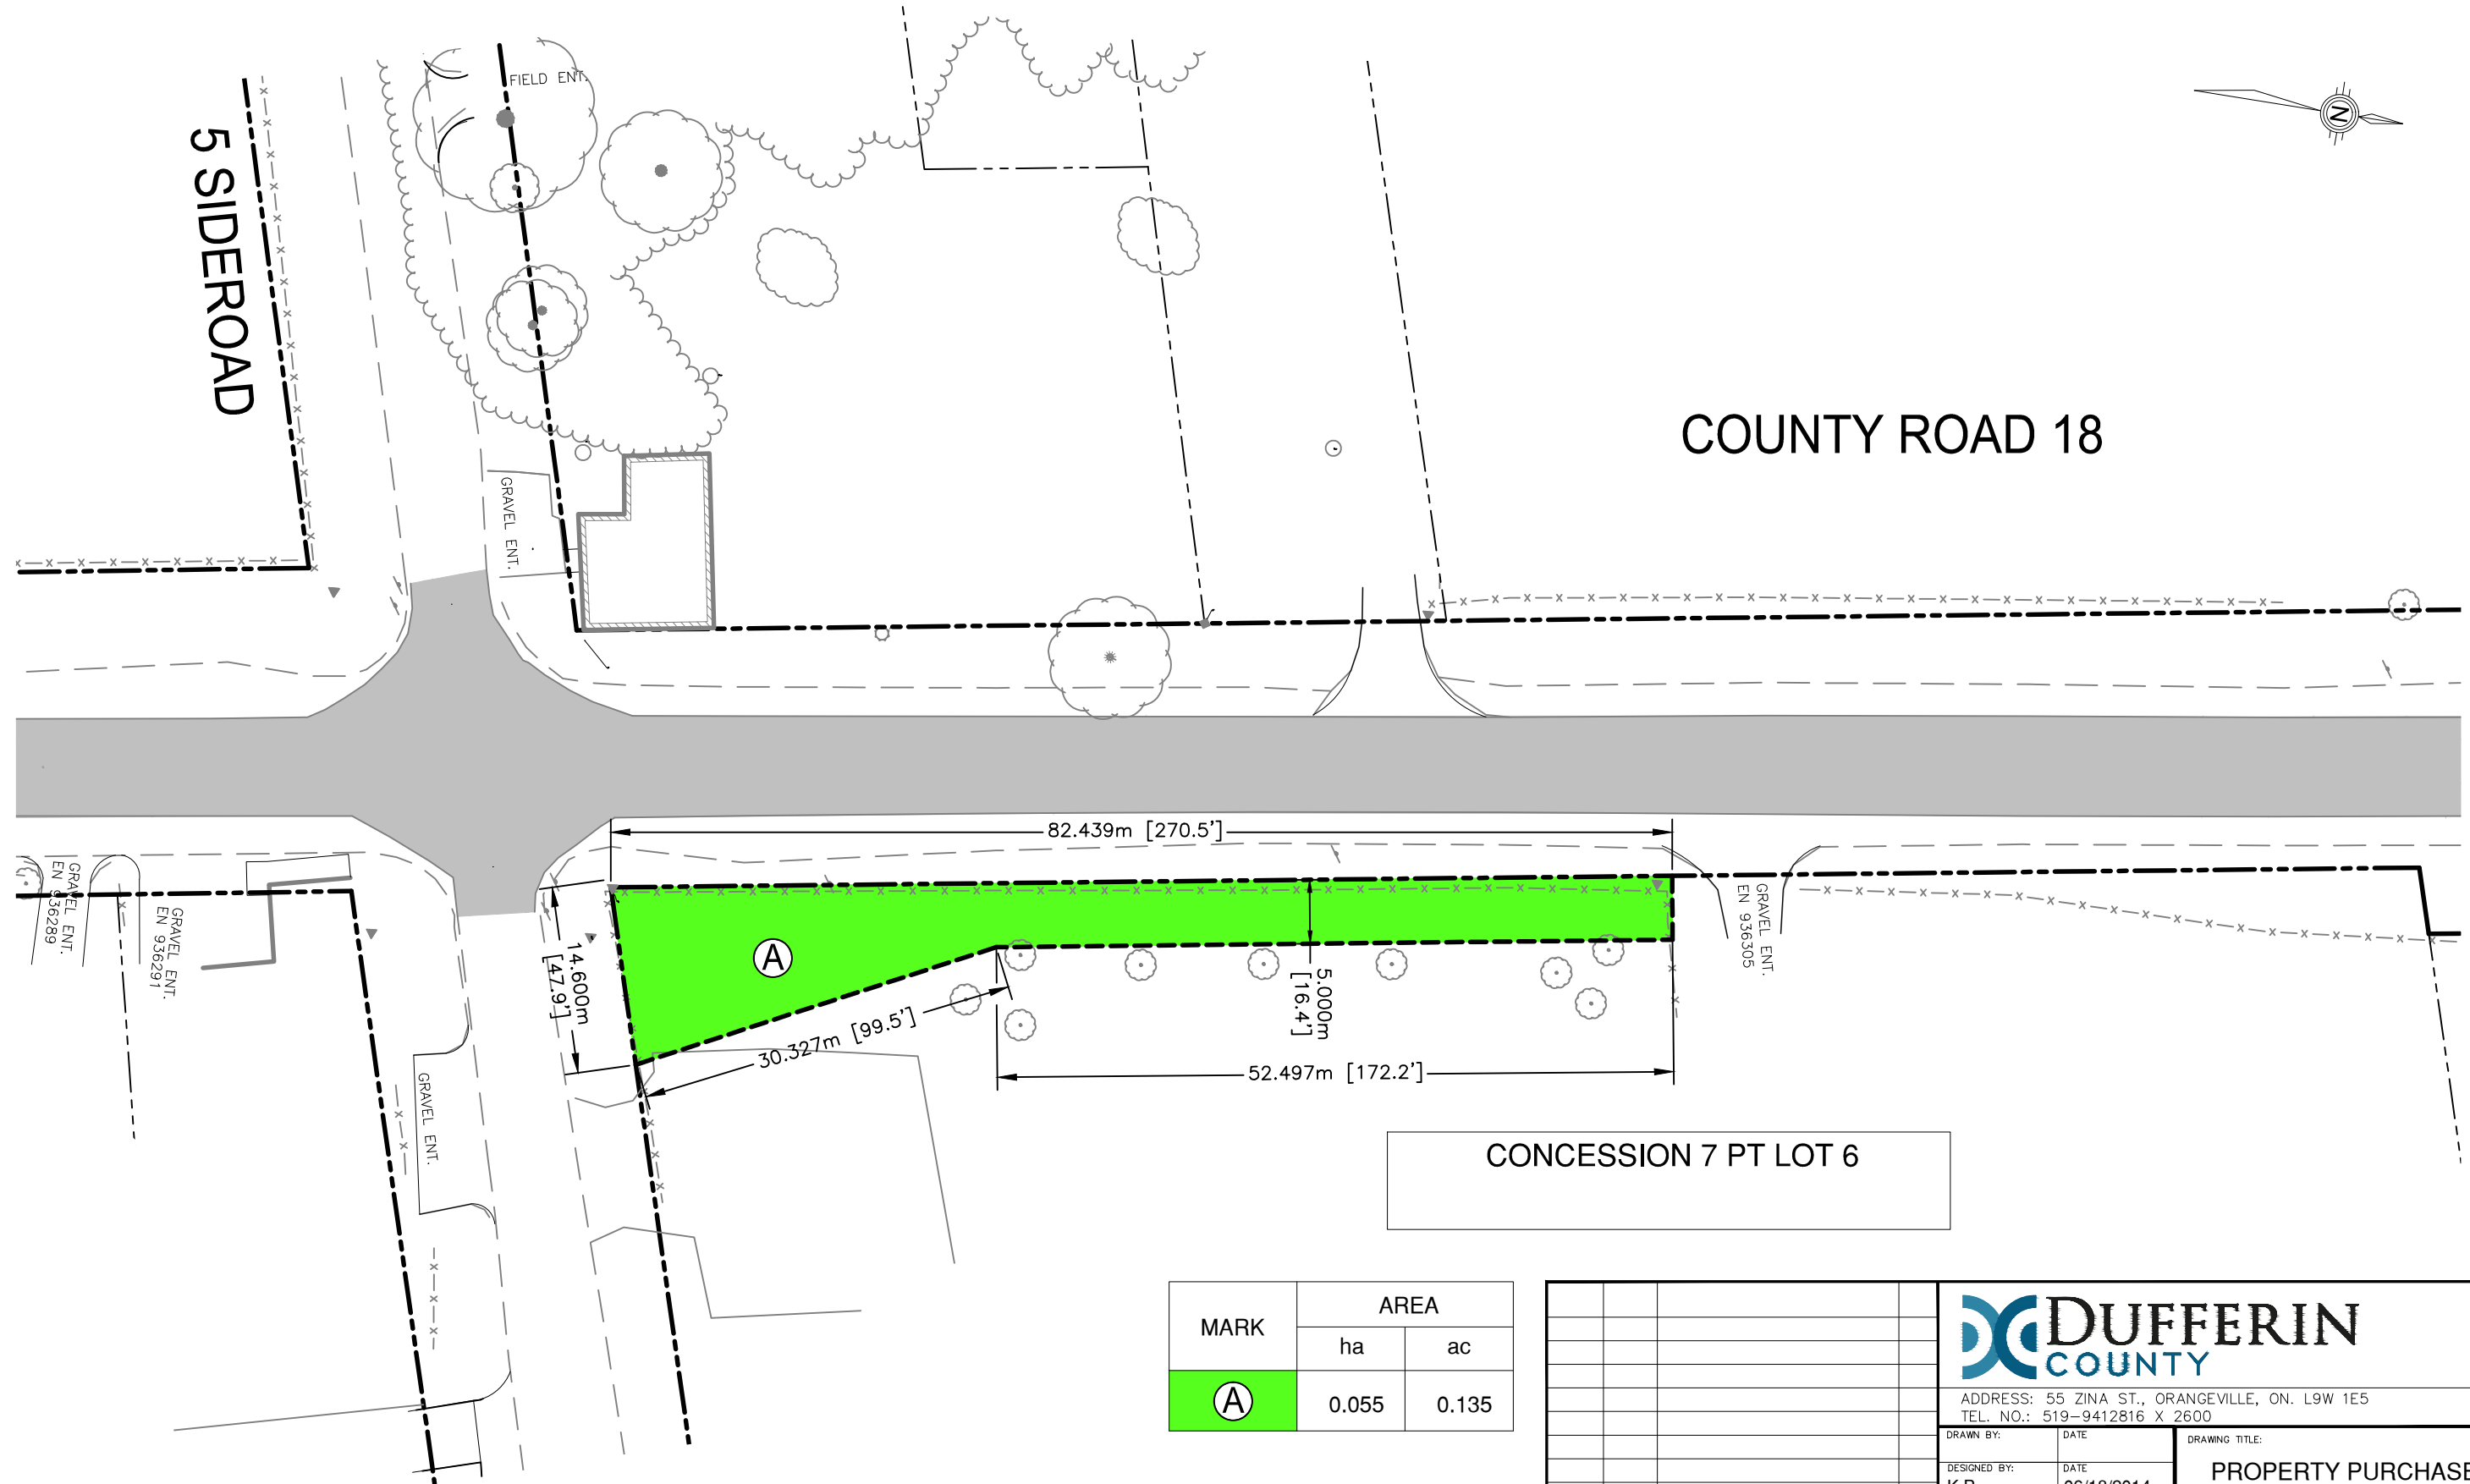 FIELD ENT.
5 SIDEROAD
N
COUNTY ROAD 18
GRAVEL ENT.
82.439m [270.5']
GRAVEL ENT.
EN 936289
GRAVEL ENT.
EN 936291
14.600m
[47.9']
A
30.327m [99.5']
5.000m
[16.4']
52.497m [172.2']
GRAVEL ENT.
EN 936305
GRAVEL ENT.
CONCESSION 7 PT LOT 6
MARK
AREA
ha
ac
A
0.055
0.135
DUFFERIN
COUNTY
ADDRESS: 55 ZINA ST., ORANGEVILLE, ON. L9W 1E5
TEL. NO.: 519-9412816 X 2600
DRAWN BY:
DATE
DRAWING TITLE:
DESIGNED BY:
DATE
PROPERTY PURCHASE